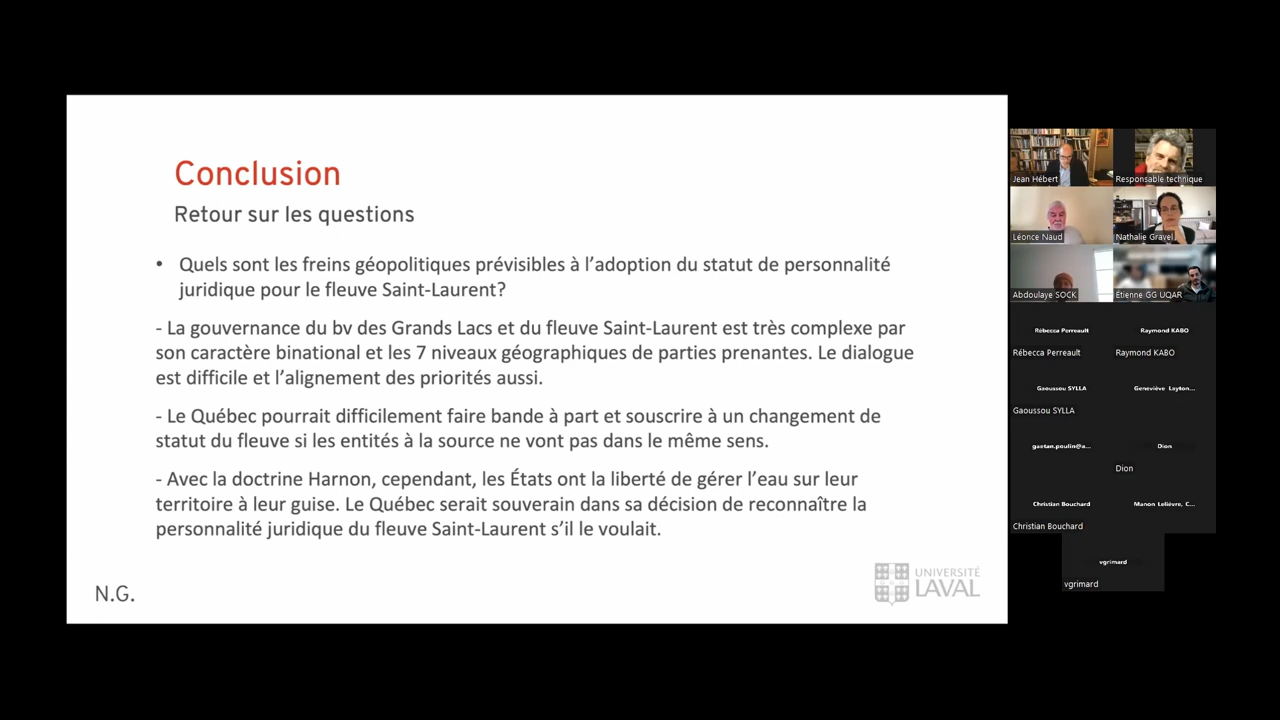 Conclusion
Retour sur les questions
• Quels sont les freins géopolitiques prévisibles à l'adoption du statut de personnalité
juridique pour le fleuve Saint-Laurent?
- La gouvernance du bv des Grands Lacs et du fleuve Saint-Laurent est très complexe par
son caractère binational et les 7 niveaux géographiques de parties prenantes. Le dialogue
est difficile et l'alignement des priorités aussi.
- Le Québec pourrait difficilement faire bande à part et souscrire à un changement de
statut du fleuve si les entités à la source ne vont pas dans le même sens.
- Avec la doctrine Harnon, cependant, les États ont la liberté de gérer l'eau sur leur
territoire à leur guise. Le Québec serait souverain dans sa décision de reconnaître la
personnalité juridique du fleuve Saint-Laurent s'il le voulait.
N.G.
UNIVERSITÉ
LAVAL
Jean Hébert
Responsable technique
Léonce Naud
Nathalie Gravel
Abdoulaye SOCK
Étienne GG UQAR
Rébecca Perreault
Raymond KABO
Rébecca Perreault
Raymond KABO
Gaoussou SYLLA
Geneviève Layton...
Gaoussou SYLLA
gaetan.poulin@a...
Dion
Dion
Christian Bouchard
Manon Lelièvre, C...
Christian Bouchard
vgrimard
vgrimard